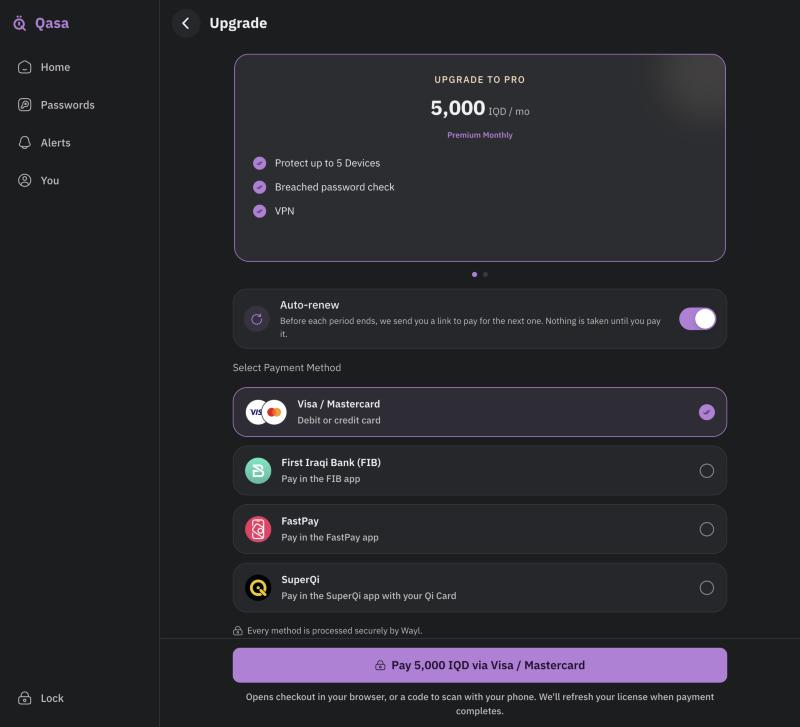 Qasa
Home
Passwords
Alerts
You
Lock
Upgrade
UPGRADE TO PRO
5,000 IQD / mo
Premium Monthly
Protect up to 5 Devices
Breached password check
VPN
Auto-renew
Before each period ends, we send you a link to pay for the next one. Nothing is taken until you pay
it.
Select Payment Method
VISA
Visa / Mastercard
Debit or credit card
First Iraqi Bank (FIB)
Pay in the FIB app
FastPay
Pay in the FastPay app
SuperQi
Pay in the SuperQi app with your Qi Card
Every method is processed securely by Wayl.
Pay 5,000 IQD via Visa / Mastercard
Opens checkout in your browser, or a code to scan with your phone. We'll refresh your license when payment
completes.